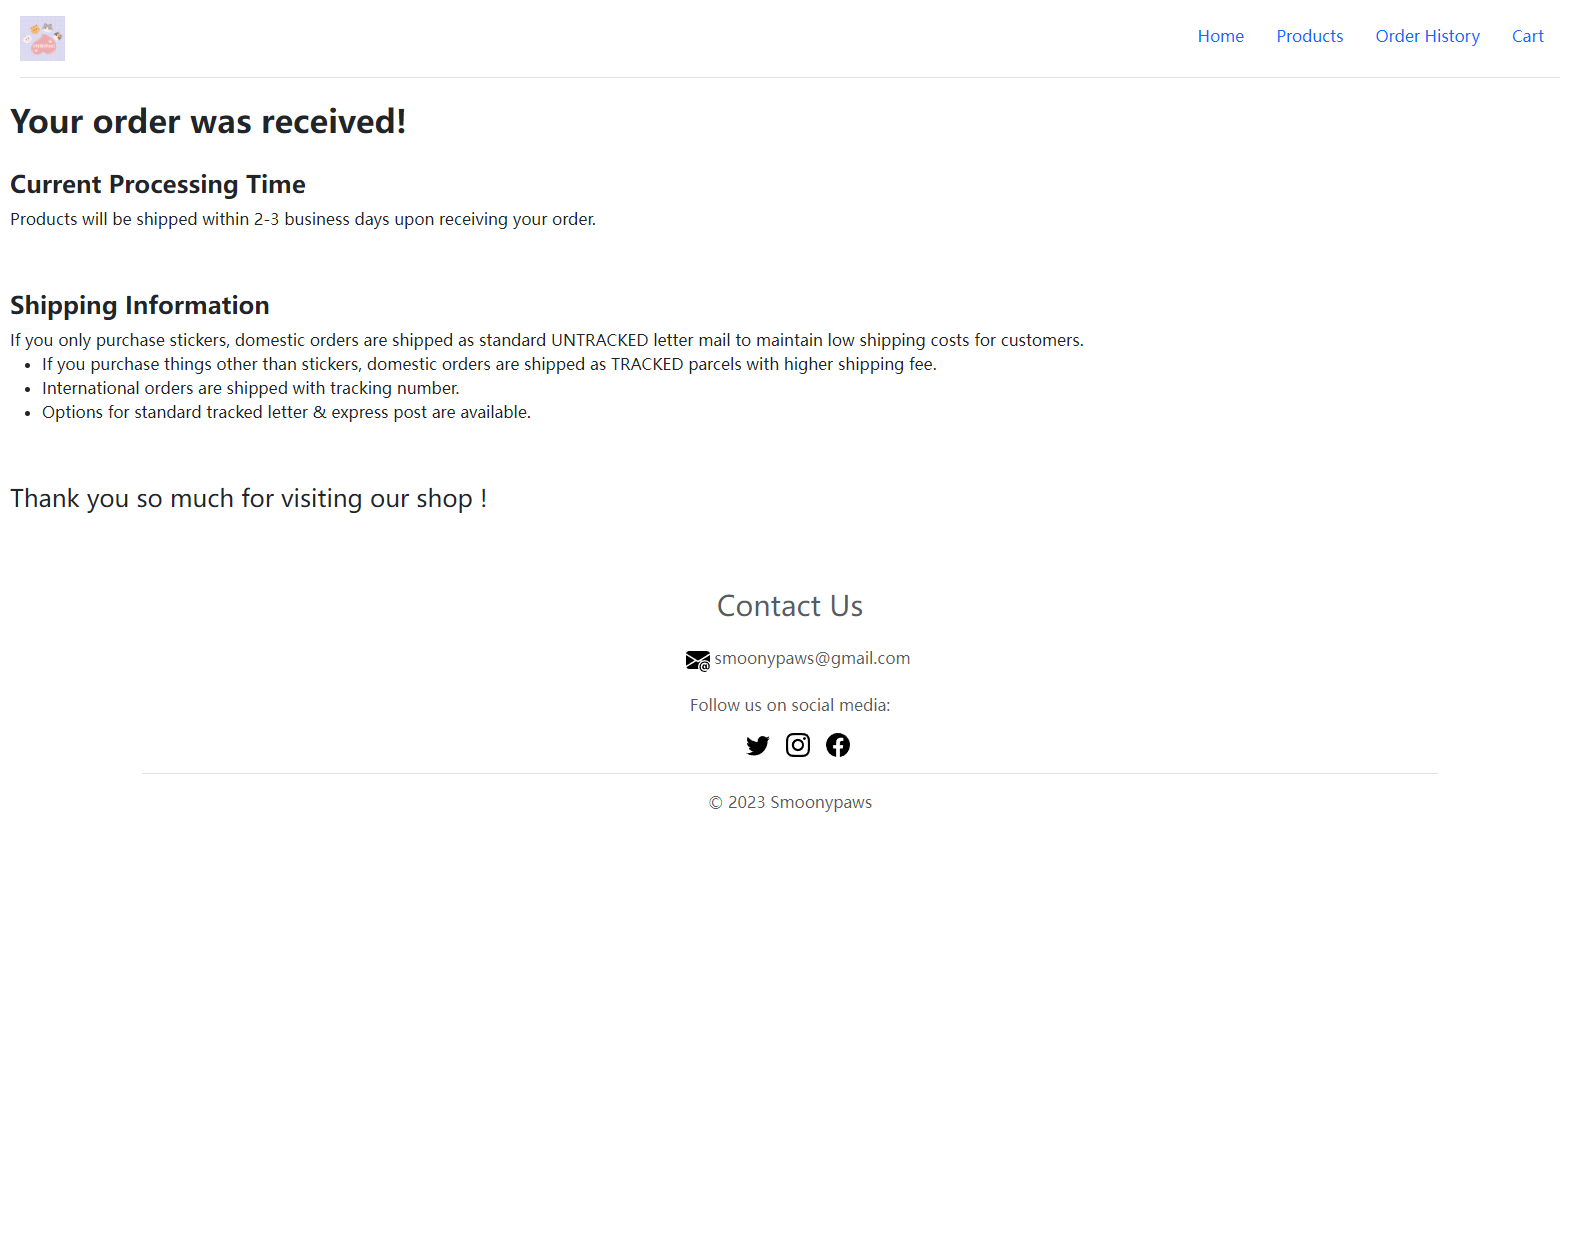 Home Products Order History Cart
Your order was received!
Current Processing Time
Products will be shipped within 2-3 business days upon receiving your order.
Shipping Information
If you only purchase stickers, domestic orders are shipped as standard UNTRACKED letter mail to maintain low shipping costs for customers.
• If you purchase things other than stickers, domestic orders are shipped as TRACKED parcels with higher shipping fee.
• International orders are shipped with tracking number.
• Options for standard tracked letter & express post are available.
Thank you so much for visiting our shop !
Contact Us
smoonypaws@gmail.com
Follow us on social media:
© 2023 Smoonypaws